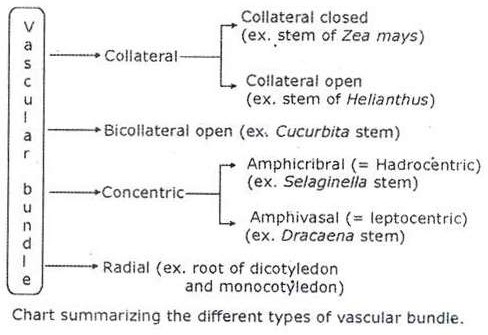 Vascular bundle
Collateral
Collateral closed
(ex. stem of Zea mays)
Collateral open
(ex. stem of Helianthus)
Bicollateral open (ex. Cucurbita stem)
Concentric
Amphicribral (= Hadrocentric)
(ex. Selaginella stem)
Amphivasal (= leptocentric)
(ex. Dracaena stem)
Radial (ex. root of dicotyledon
and monocotyledon)
Chart summarizing the different types of vascular bundle.